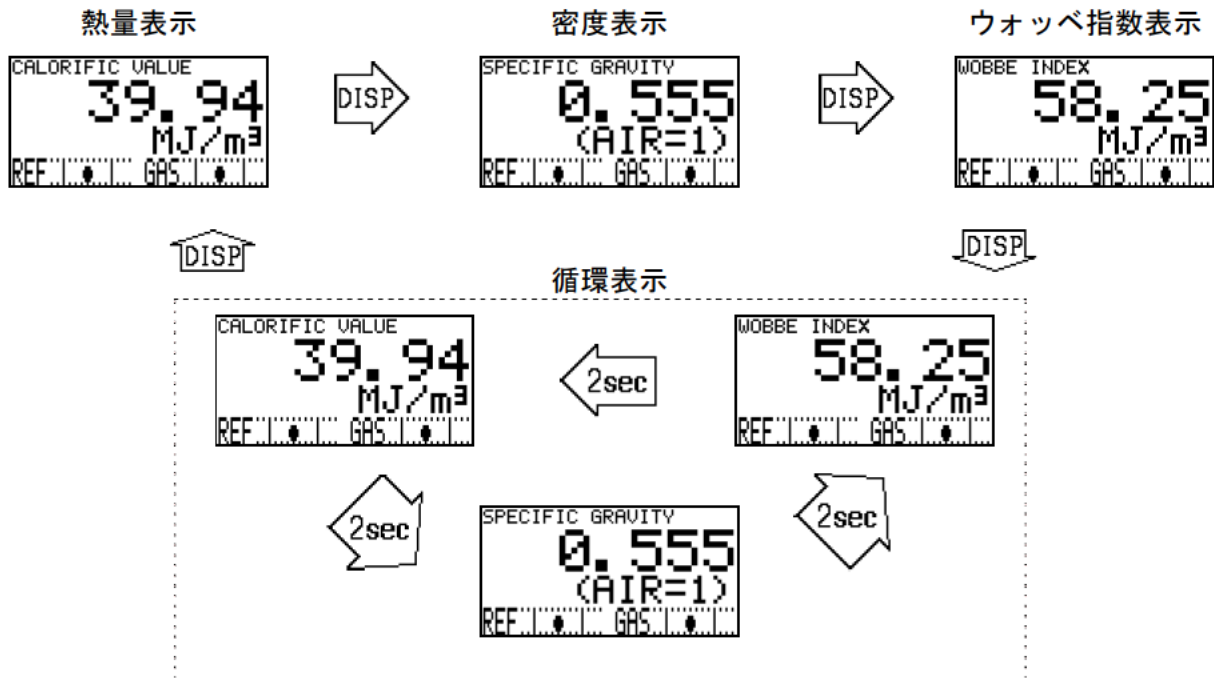 熱量表示
密度表示
ウォッベ指数表示
CALORIFIC VALUE
39.94
MJ/m³
REF GAS
DISP
SPECIFIC GRAVITY
0.555
(AIR=1)
REF GAS
DISP
WOBBE INDEX
58.25
MJ/m³
REF GAS
DISP
DISP
循環表示
CALORIFIC VALUE
39.94
MJ/m³
REF GAS
2sec
WOBBE INDEX
58.25
MJ/m³
REF GAS
2sec
SPECIFIC GRAVITY
0.555
(AIR=1)
REF GAS
2sec